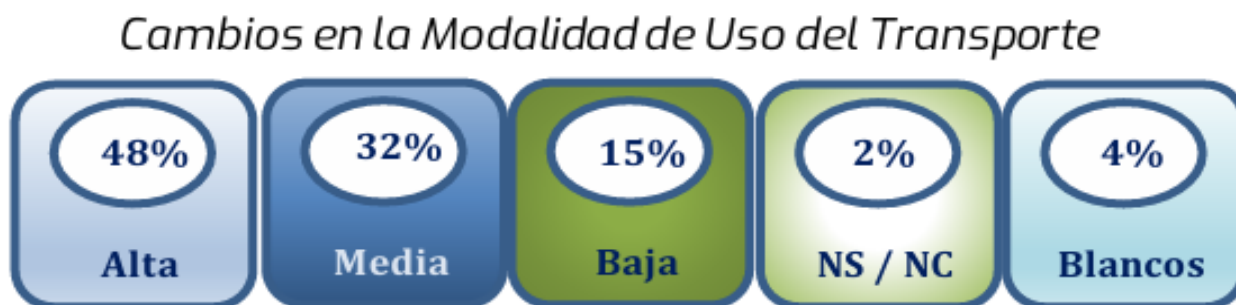 Cambios en la Modalidad de Uso del Transporte
48% 32% 15% 2% 4%
Alta Media Baja NS / NC Blancos